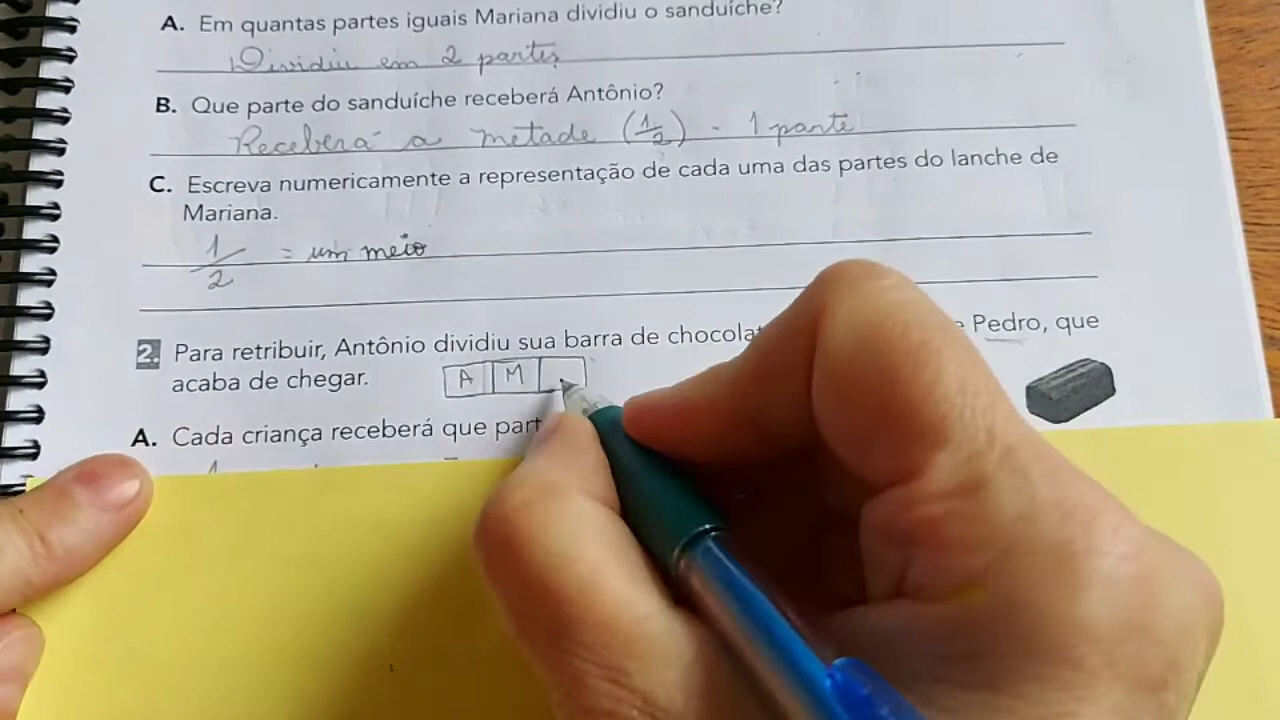 A. Em quantas partes iguais Mariana dividiu o sanduíche?
Dividiu em 2 partes
B. Que parte do sanduíche receberá Antônio?
Receberá a metade (1/2) - 1 parte
C. Escreva numericamente a representação de cada uma das partes do lanche de
Mariana.
1/2 = um meio
2. Para retribuir, Antônio dividiu sua barra de Pedro, que
acaba de chegar. A M
A. Cada criança receberá que